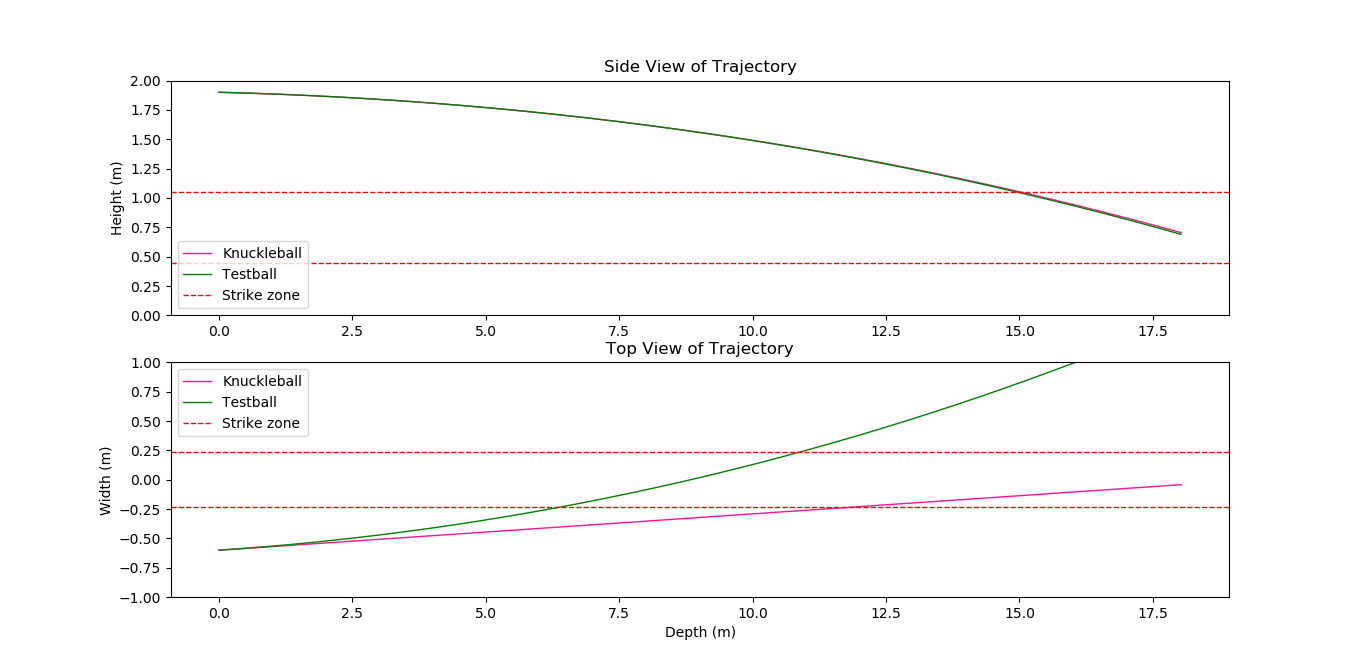 Side View of Trajectory
Height (m)
2.00
1.75
1.50
1.25
1.00
0.75
0.50
0.25
0.00
Knuckleball
Testball
Strike zone
0.0 2.5 5.0 7.5 10.0 12.5 15.0 17.5
Top View of Trajectory
Width (m)
1.00
0.75
0.50
0.25
0.00
−0.25
−0.50
−0.75
−1.00
Knuckleball
Testball
Strike zone
0.0 2.5 5.0 7.5 10.0 12.5 15.0 17.5
Depth (m)